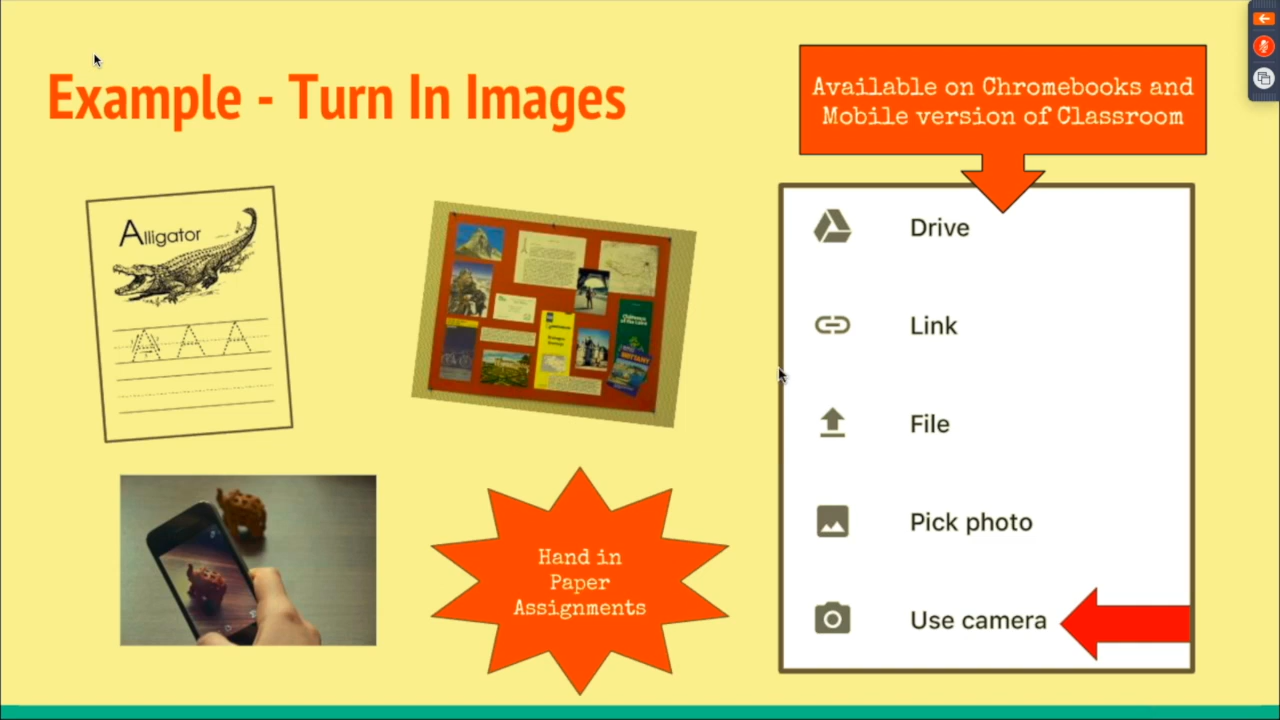 Example - Turn In Images
Available on Chromebooks and
Mobile version of Classroom
Alligator
A A A
Drive
Link
File
Pick photo
Use camera
Hand in
Paper
Assignments
BRITTANY